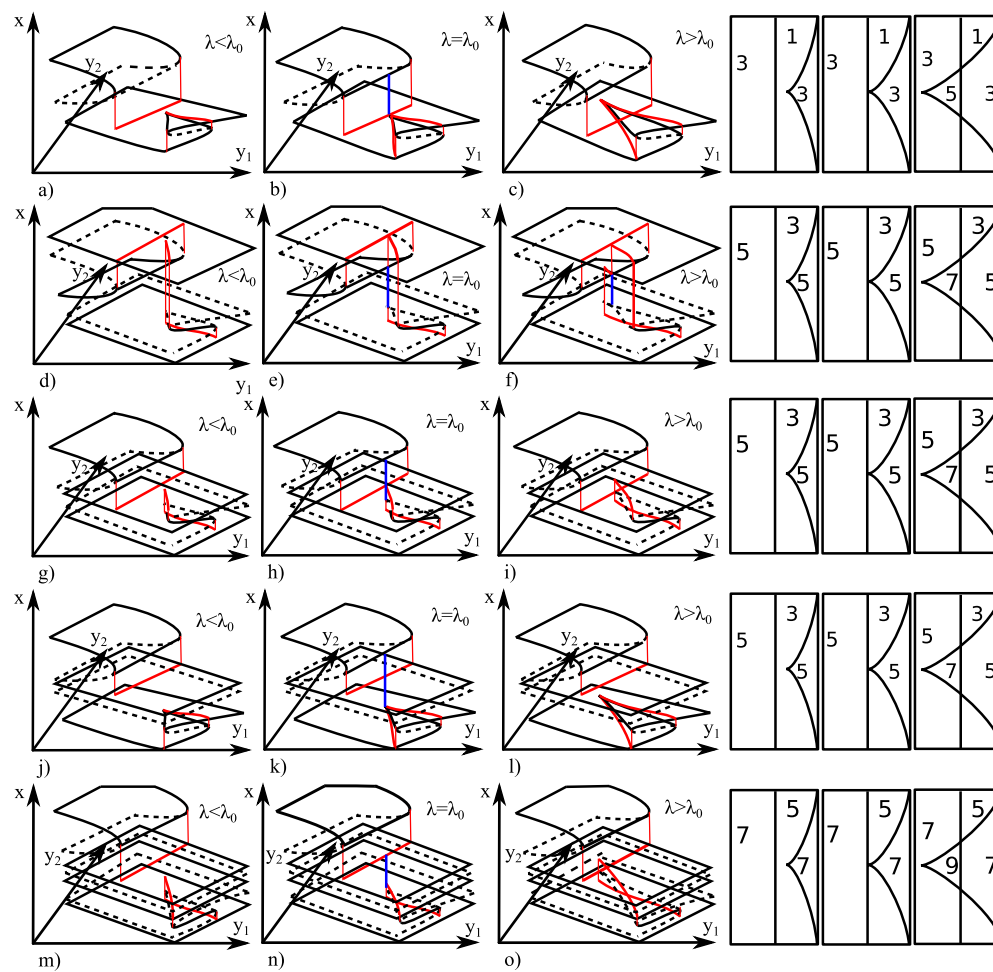 x λ<λ₀ y₂ y₁ a)
x λ=λ₀ y₂ y₁ b)
x λ>λ₀ y₂ y₁ c)
3 1 3
3 1 3
3 1 5 3
x λ<λ₀ y₂ y₁ d)
x λ=λ₀ y₂ y₁ e)
x λ>λ₀ y₂ y₁ f)
5 3 5
5 3 5
5 3 7 5
x λ<λ₀ y₂ y₁ g)
x λ=λ₀ y₂ y₁ h)
x λ>λ₀ y₂ y₁ i)
5 3 5
5 3 5
5 3 7 5
x λ<λ₀ y₂ y₁ j)
x λ=λ₀ y₂ y₁ k)
x λ>λ₀ y₂ y₁ l)
5 3 5
5 3 5
5 3 7 5
x λ<λ₀ y₂ y₁ m)
x λ=λ₀ y₂ y₁ n)
x λ>λ₀ y₂ y₁ o)
7 5 7
7 5 7
7 5 9 7